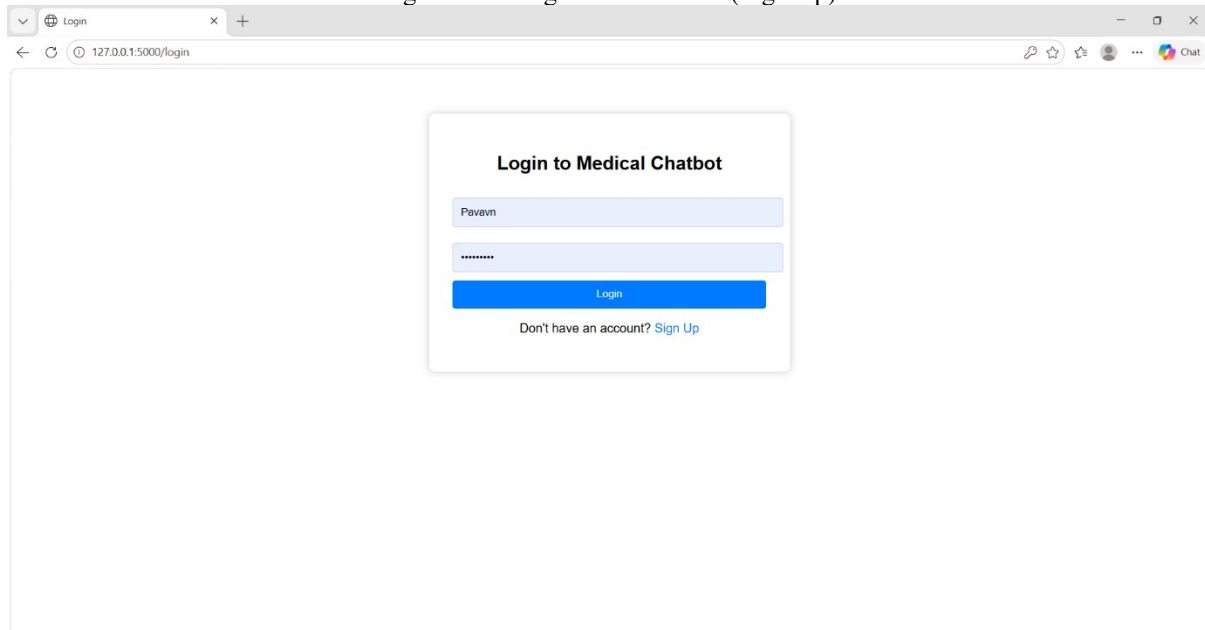 Login
127.0.0.1:5000/login
Chat
Login to Medical Chatbot
Pavavn
•••••••••
Login
Don't have an account? Sign Up